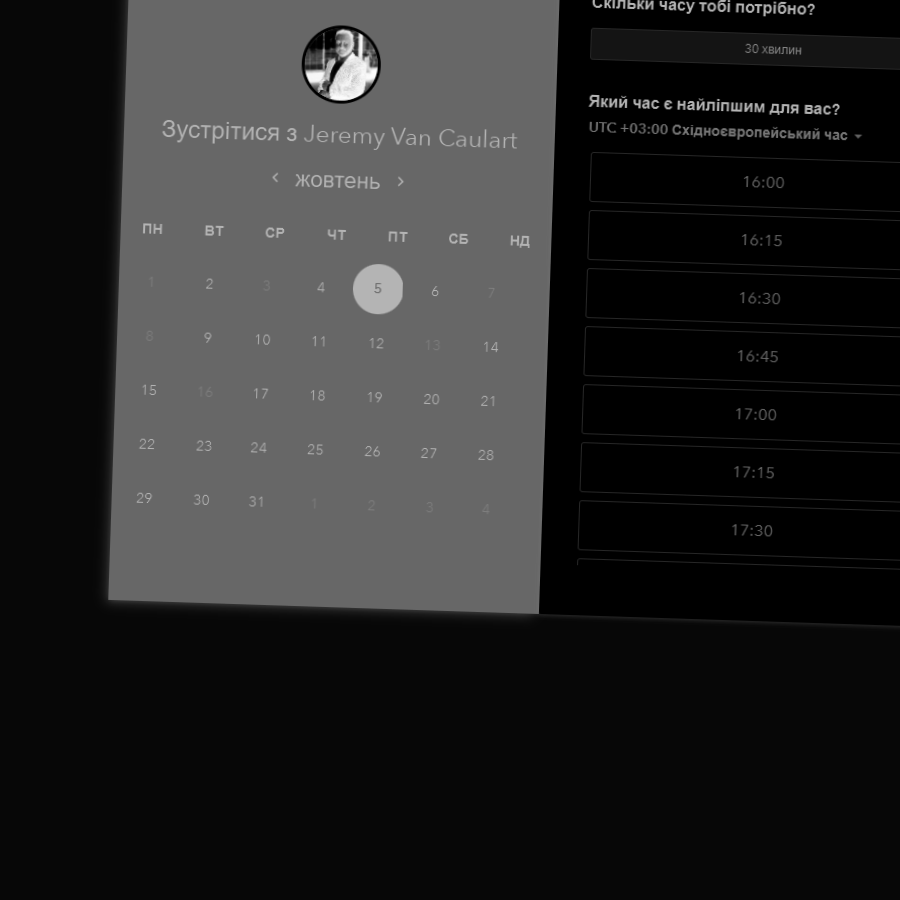 Зустрітися з Jeremy Van Caulart
жовтень
ПН ВТ СР ЧТ ПТ СБ НД
1 2 3 4 5 6 7
8 9 10 11 12 13 14
15 16 17 18 19 20 21
22 23 24 25 26 27 28
29 30 31 1 2 3 4
Скільки часу тобі потрібно?
30 хвилин
Який час є найліпшим для вас?
UTC +03:00 Східноєвропейський час
16:00
16:15
16:30
16:45
17:00
17:15
17:30